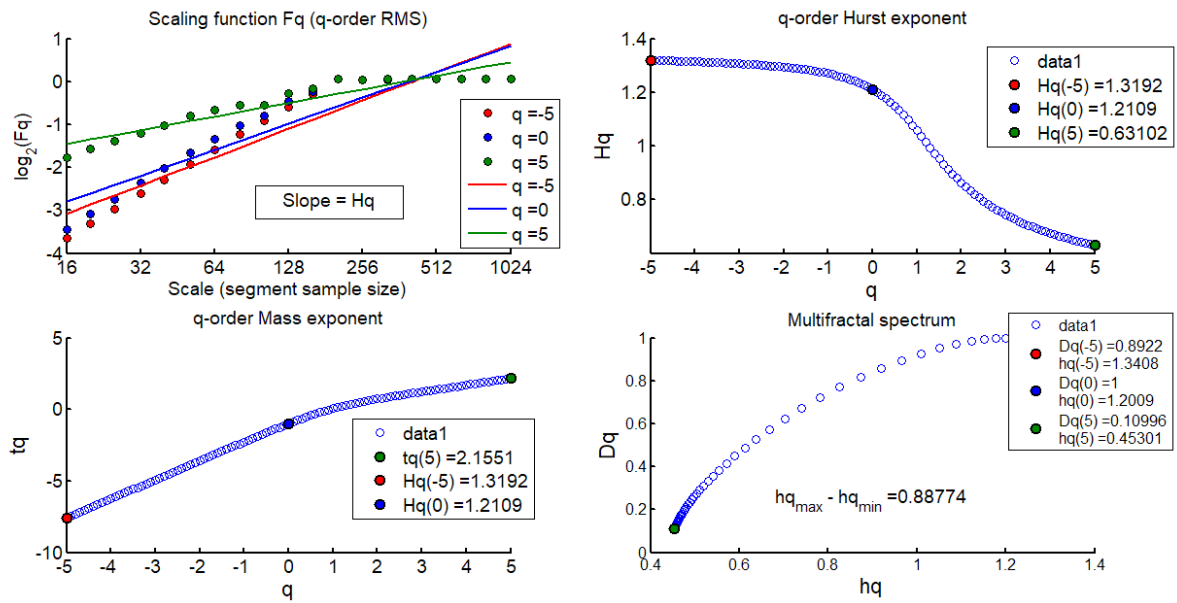 Scaling function Fq (q-order RMS)
log2(Fq)
1
0
-1
-2
-3
-4
16
32
64
128
256
512
1024
Scale (segment sample size)
Slope = Hq
q =-5
q =0
q =5
q =-5
q =0
q =5
q-order Hurst exponent
Hq
1.4
1.2
1
0.8
-5
-4
-3
-2
-1
0
1
2
3
4
5
q
data1
Hq(-5) =1.3192
Hq(0) =1.2109
Hq(5) =0.63102
q-order Mass exponent
tq
5
0
-5
-10
-5
-4
-3
-2
-1
0
1
2
3
4
5
q
data1
tq(5) =2.1551
Hq(-5) =1.3192
Hq(0) =1.2109
Multifractal spectrum
Dq
1
0.8
0.6
0.4
0.2
0
0.4
0.6
0.8
1
1.2
1.4
hq
hqmax - hqmin =0.88774
data1
Dq(-5) =0.8922
hq(-5) =1.3408
Dq(0) =1
hq(0) =1.2009
Dq(5) =0.10996
hq(5) =0.45301